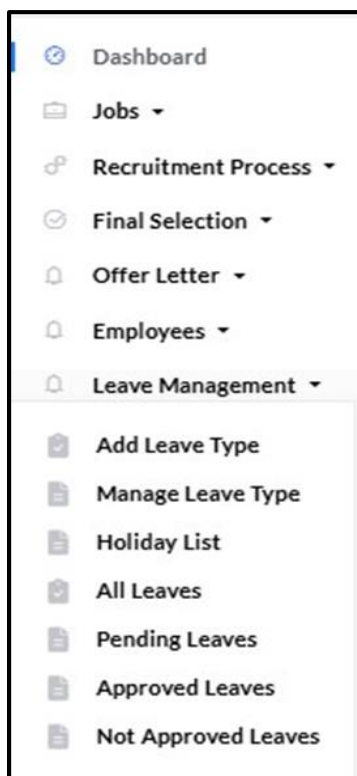 Dashboard
Jobs
Recruitment Process
Final Selection
Offer Letter
Employees
Leave Management
Add Leave Type
Manage Leave Type
Holiday List
All Leaves
Pending Leaves
Approved Leaves
Not Approved Leaves